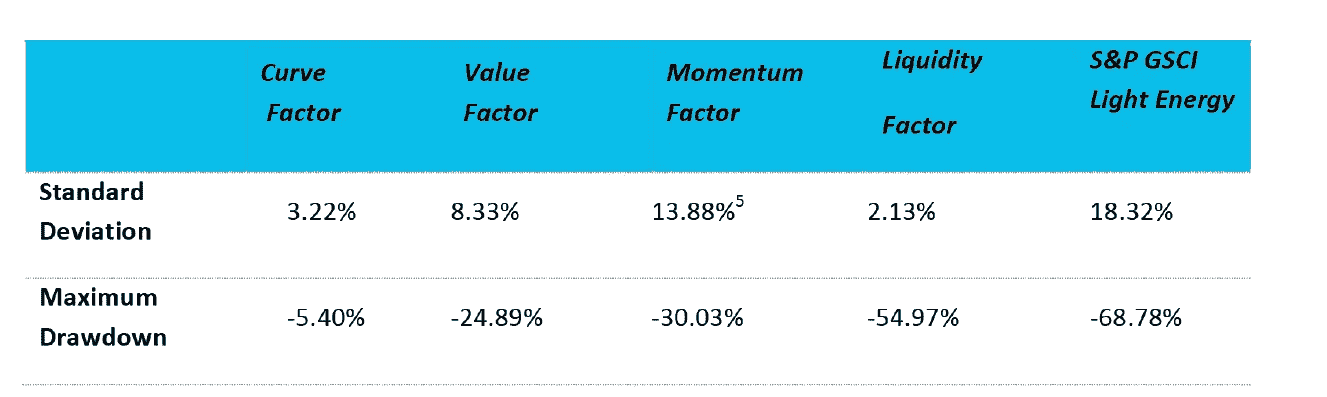 Curve Factor
Value Factor
Momentum Factor
Liquidity Factor
S&P GSCI Light Energy
Standard Deviation
3.22%
8.33%
13.88%5
2.13%
18.32%
Maximum Drawdown
-5.40%
-24.89%
-30.03%
-54.97%
-68.78%